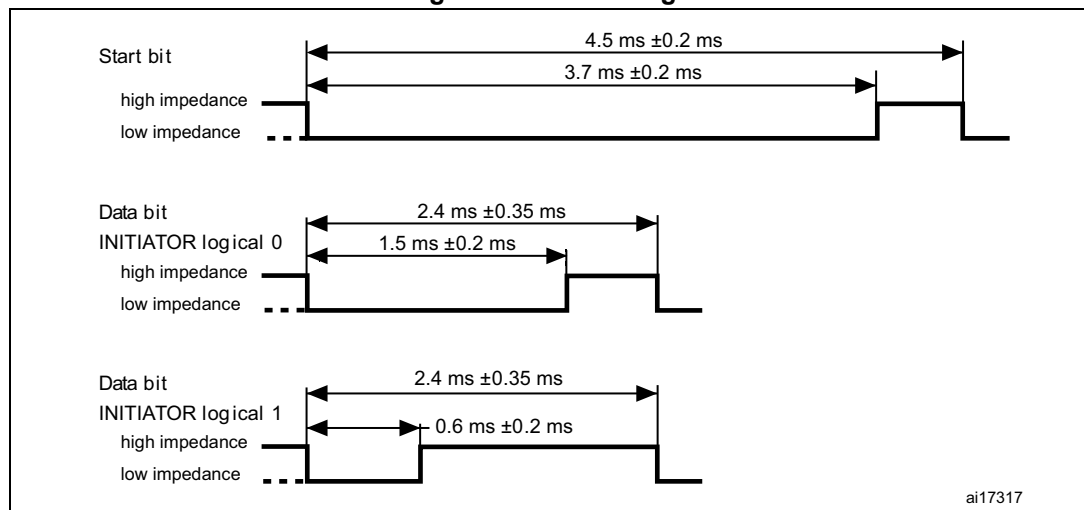 Start bit
4.5 ms ±0.2 ms
3.7 ms ±0.2 ms
high impedance
low impedance
Data bit
INITIATOR logical 0
2.4 ms ±0.35 ms
1.5 ms ±0.2 ms
high impedance
low impedance
Data bit
INITIATOR logical 1
2.4 ms ±0.35 ms
0.6 ms ±0.2 ms
high impedance
low impedance
ai17317